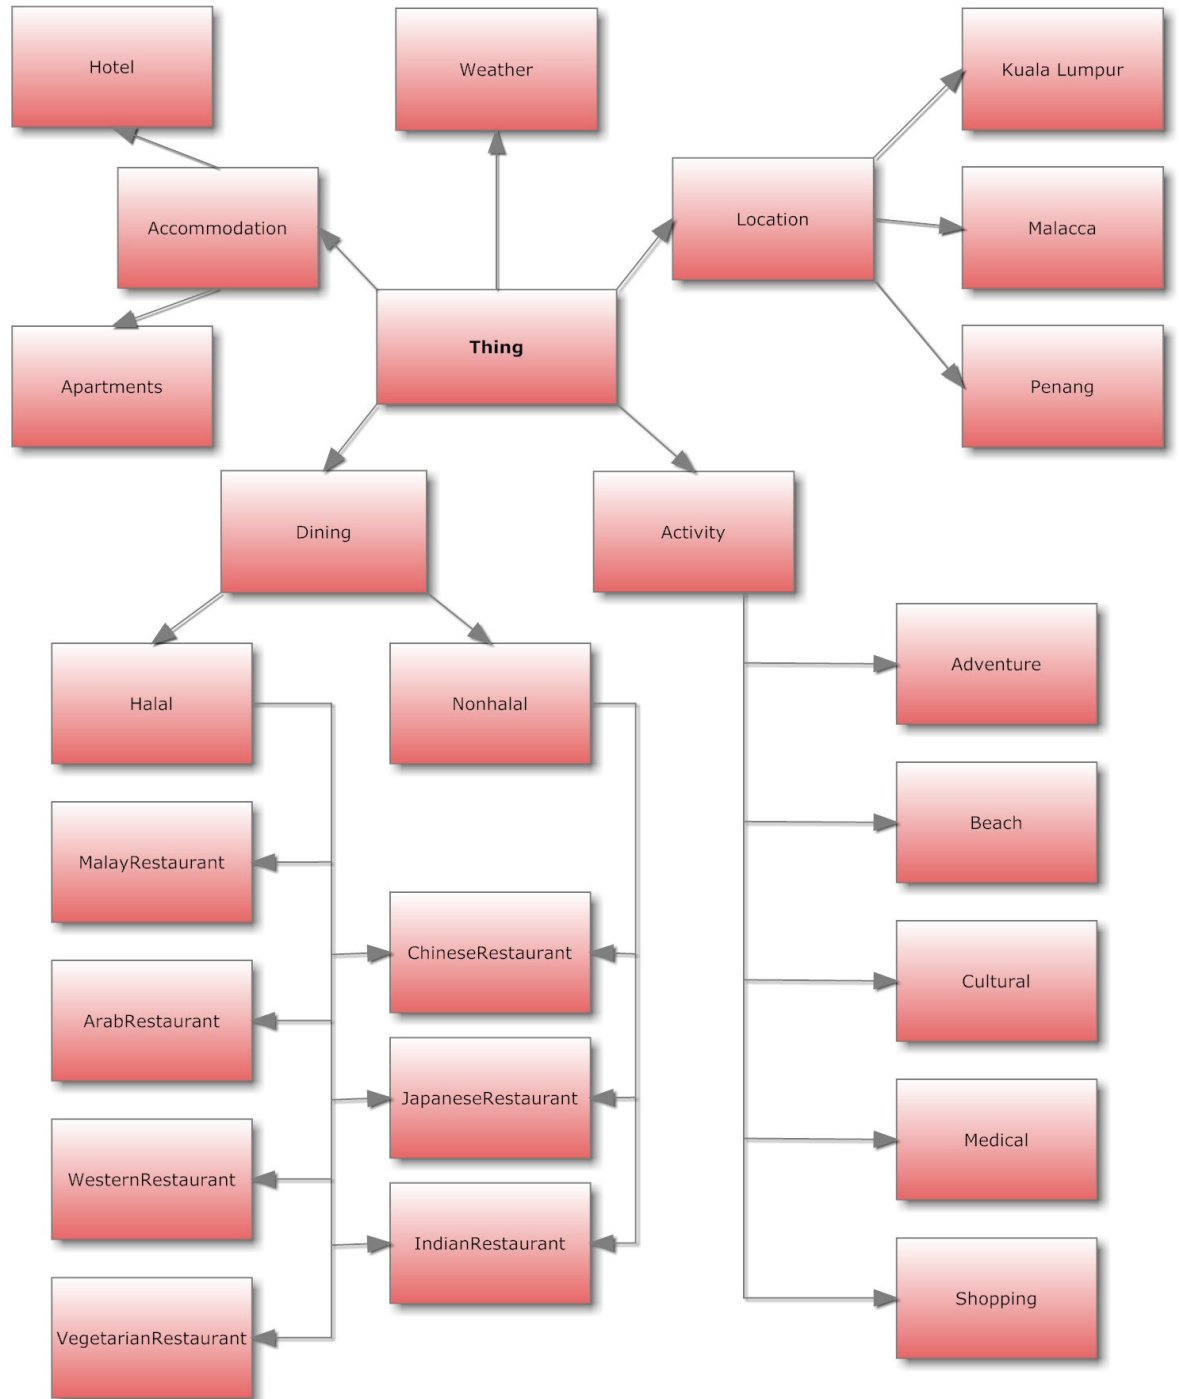 Hotel
Weather
Kuala Lumpur
Accommodation
Location
Malacca
Thing
Apartments
Penang
Dining
Activity
Halal
Nonhalal
Adventure
MalayRestaurant
Beach
ChineseRestaurant
Cultural
ArabRestaurant
JapaneseRestaurant
Medical
WesternRestaurant
IndianRestaurant
Shopping
VegetarianRestaurant